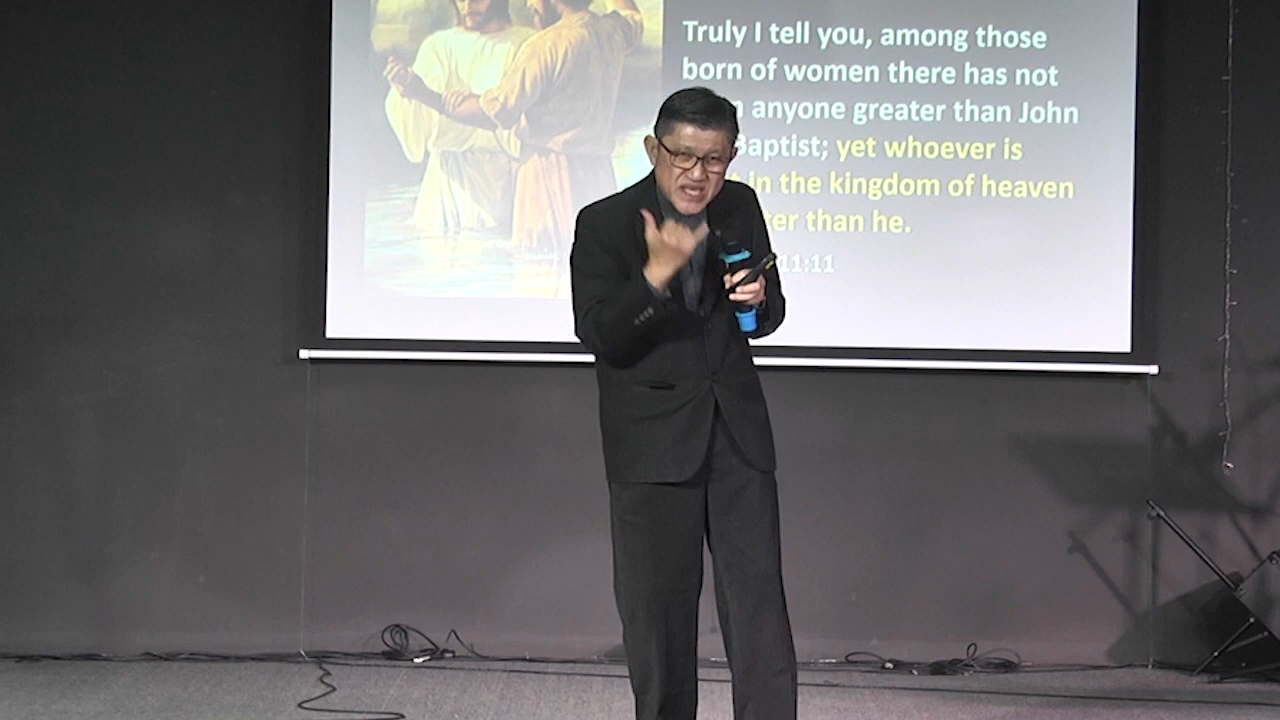 Truly I tell you, among those
born of women there has not
anyone greater than John
Baptist; yet whoever is
in the kingdom of heaven
than he.
11:11